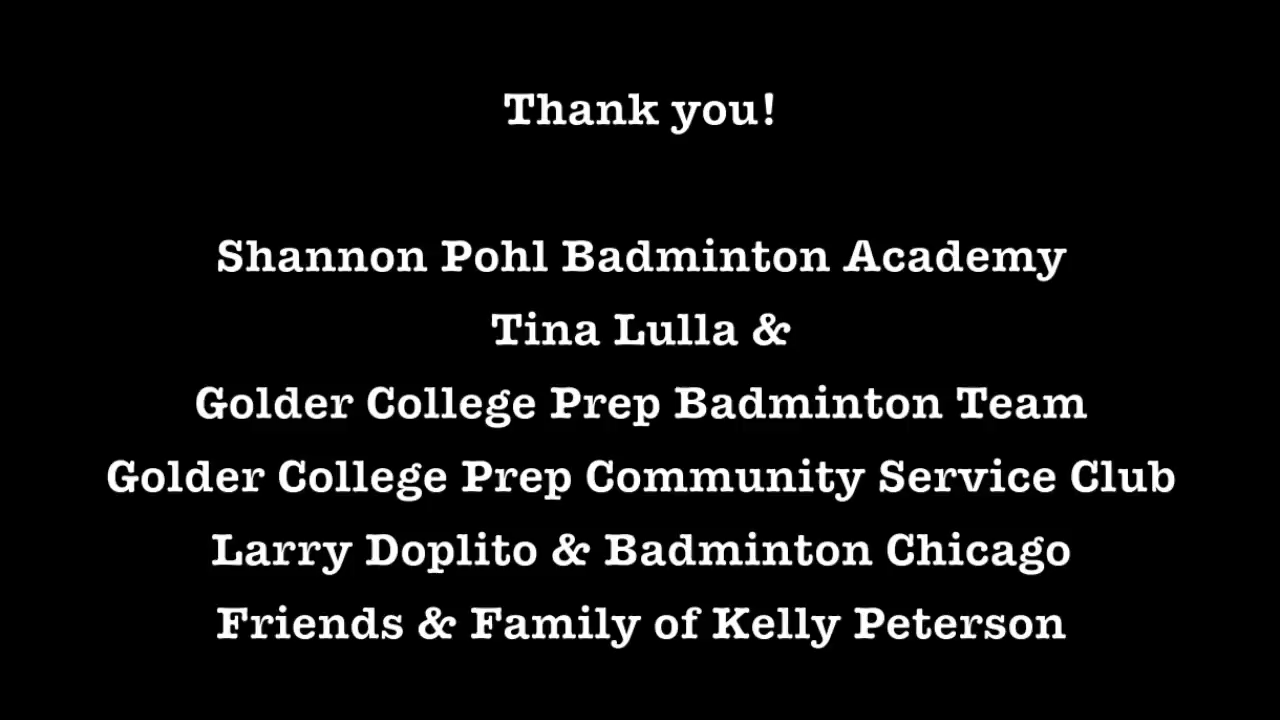 Thank you!
Shannon Pohl Badminton Academy
Tina Lulla &
Golder College Prep Badminton Team
Golder College Prep Community Service Club
Larry Doplito & Badminton Chicago
Friends & Family of Kelly Peterson